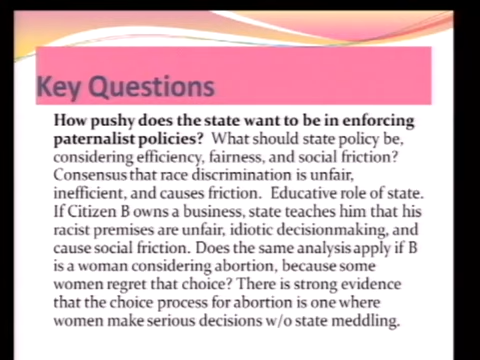 Key Questions
How pushy does the state want to be in enforcing
paternalist policies? What should state policy be,
considering efficiency, fairness, and social friction?
Consensus that race discrimination is unfair,
inefficient, and causes friction. Educative role of state.
If Citizen B owns a business, state teaches him that his
racist premises are unfair, idiotic decisionmaking, and
cause social friction. Does the same analysis apply if B
is a woman considering abortion, because some
women regret that choice? There is strong evidence
that the choice process for abortion is one where
women make serious decisions w/o state meddling.